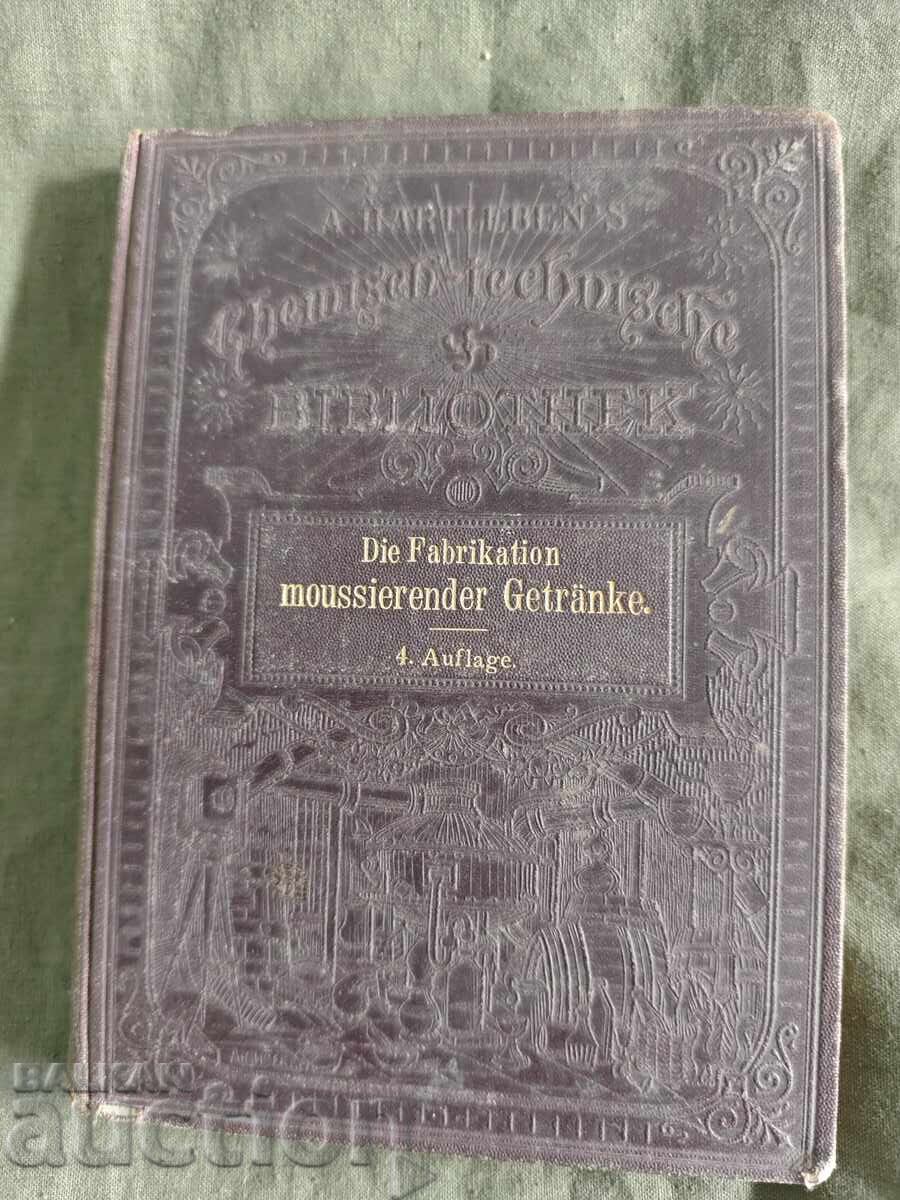 A. HARTLEBEN'S
Chemisch-technische
BIBLIOTHEK
Die Fabrikation
moussierender Getränke.
4. Auflage.
BALKAN
auction